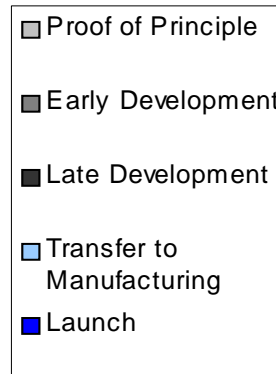 Proof of Principle
Early Development
Late Development
Transfer to
Manufacturing
Launch